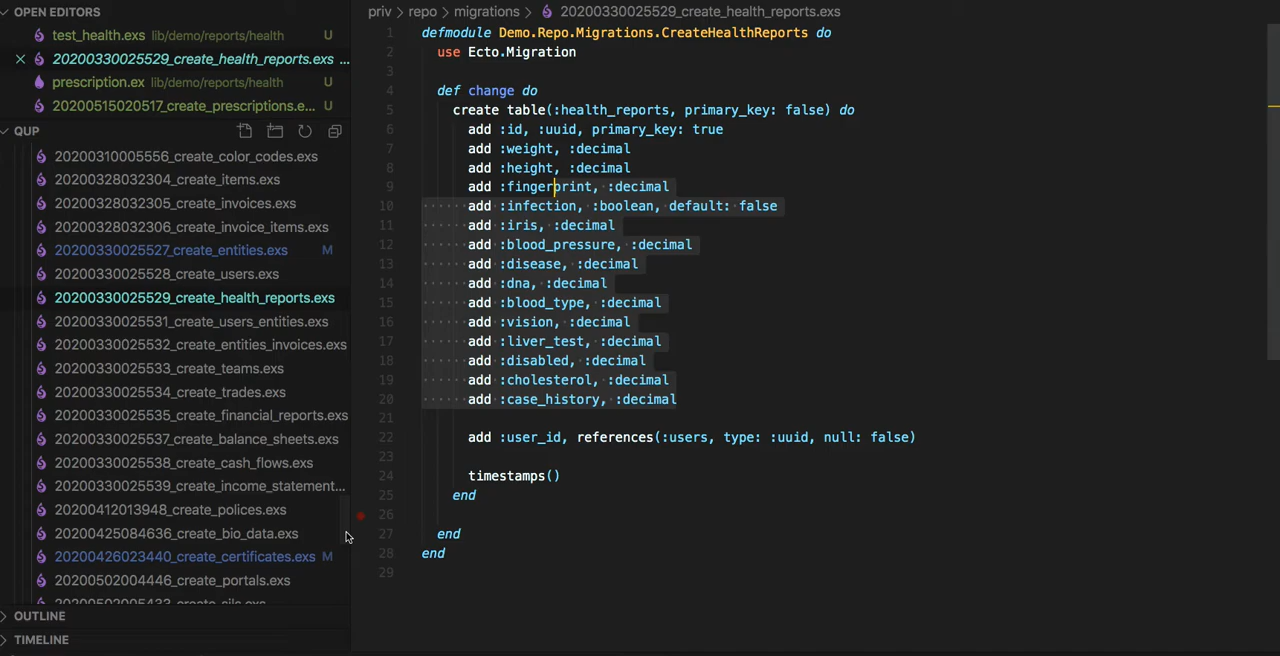 OPEN EDITORS
test_health.exs lib/demo/reports/health U
20200330025529_create_health_reports.exs ...
prescription.ex lib/demo/reports/health U
20200515020517_create_prescriptions.e... U
QUP
20200310005556_create_color_codes.exs
20200328032304_create_items.exs
20200328032305_create_invoices.exs
20200328032306_create_invoice_items.exs
20200330025527_create_entities.exs M
20200330025528_create_users.exs
20200330025529_create_health_reports.exs
20200330025531_create_users_entities.exs
20200330025532_create_entities_invoices.exs
20200330025533_create_teams.exs
20200330025534_create_trades.exs
20200330025535_create_financial_reports.exs
20200330025537_create_balance_sheets.exs
20200330025538_create_cash_flows.exs
20200330025539_create_income_statement...
20200412013948_create_polices.exs
20200425084636_create_bio_data.exs
20200426023440_create_certificates.exs M
20200502004446_create_portals.exs
OUTLINE
TIMELINE
priv > repo > migrations > 20200330025529_create_health_reports.exs
1 defmodule Demo.Repo.Migrations.CreateHealthReports do
2 use Ecto.Migration
3
4 def change do
5 create table(:health_reports, primary_key: false) do
6 add :id, :uuid, primary_key: true
7 add :weight, :decimal
8 add :height, :decimal
9 add :fingerprint, :decimal
10 add :infection, :boolean, default: false
11 add :iris, :decimal
12 add :blood_pressure, :decimal
13 add :disease, :decimal
14 add :dna, :decimal
15 add :blood_type, :decimal
16 add :vision, :decimal
17 add :liver_test, :decimal
18 add :disabled, :decimal
19 add :cholesterol, :decimal
20 add :case_history, :decimal
21
22 add :user_id, references(:users, type: :uuid, null: false)
23
24 timestamps()
25 end
26
27 end
28 end
29